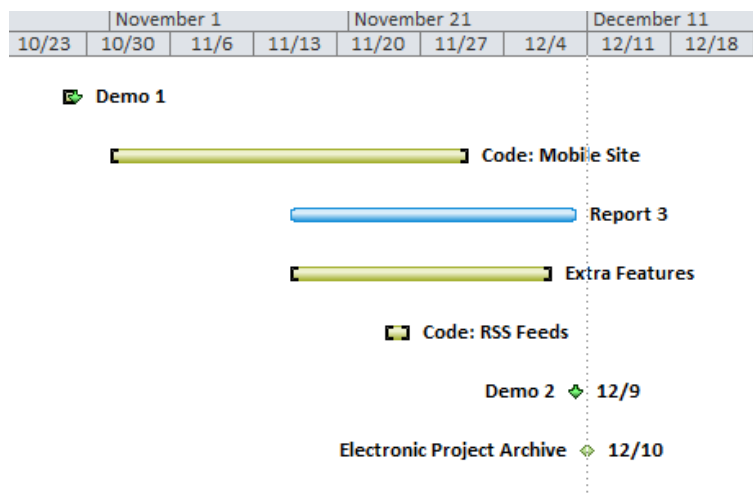 November 1 November 21 December 11
10/23 10/30 11/6 11/13 11/20 11/27 12/4 12/11 12/18
Demo 1
Code: Mobile Site
Report 3
Extra Features
Code: RSS Feeds
Demo 2 12/9
Electronic Project Archive 12/10